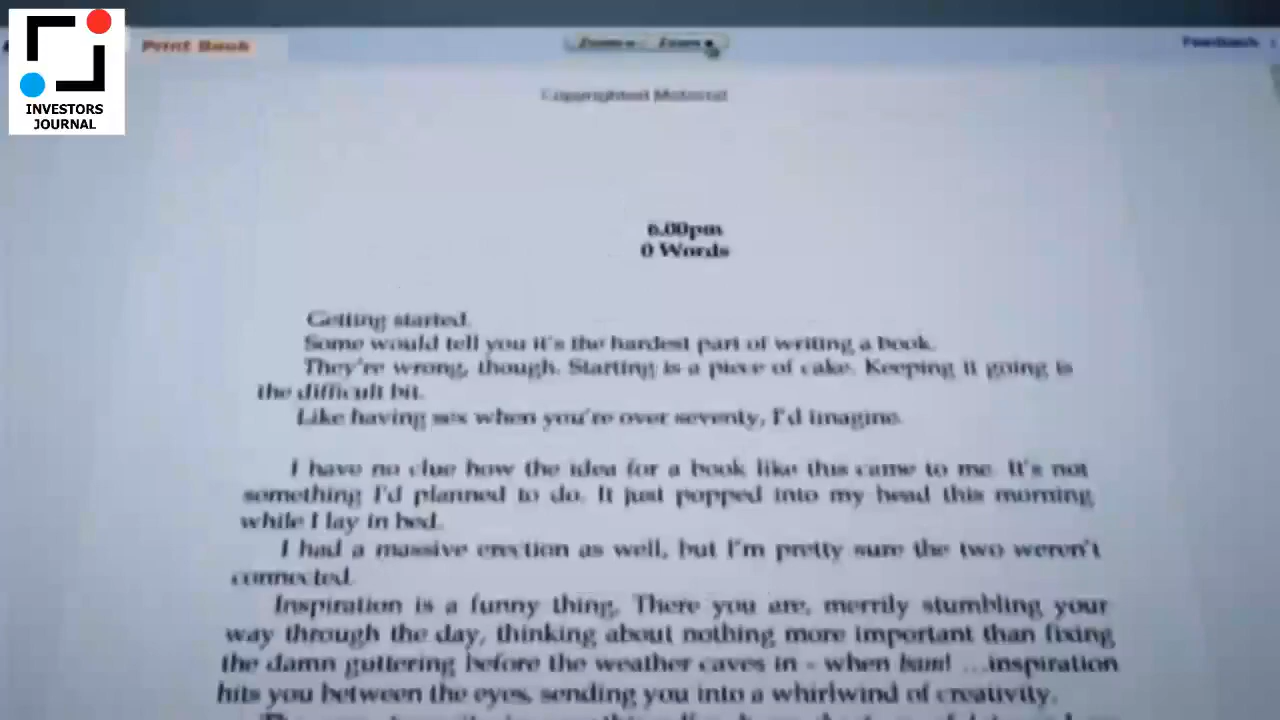 INVESTORS
JOURNAL
Print Book
Feedback
Copyrighted Material
6.00pm
0 Words
Getting started.
Some would tell you it's the hardest part of writing a book.
They're wrong, though. Starting is a piece of cake. Keeping it going is
the difficult bit.
Like having sex when you're over seventy, I'd imagine.
I have no clue how the idea for a book like this came to me. It's not
something I'd planned to do. It just popped into my head this morning
while I lay in bed.
I had a massive erection as well, but I'm pretty sure the two weren't
connected.
Inspiration is a funny thing. There you are, merrily stumbling your
way through the day, thinking about nothing more important than fixing
the damn guttering before the weather caves in - when bam! ...inspiration
hits you between the eyes, sending you into a whirlwind of creativity.